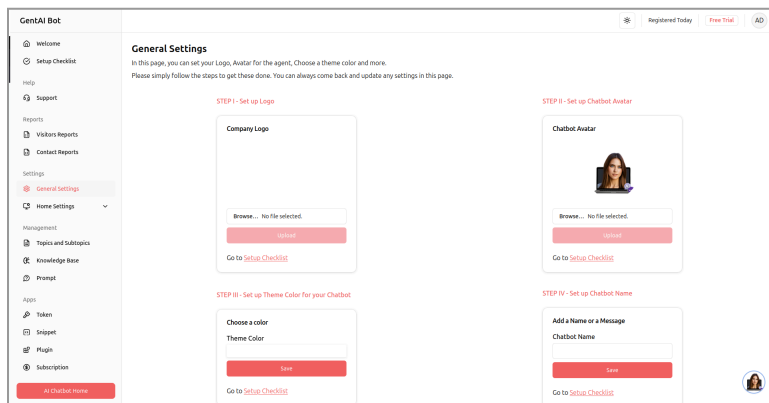 GentAI Bot
Registered Today
Free Trial
AD
Welcome
Setup Checklist
Help
Support
Reports
Visitors Reports
Contact Reports
Settings
General Settings
Home Settings
Management
Topics and Subtopics
Knowledge Base
Prompt
Apps
Token
Snippet
Plugin
Subscription
AI Chatbot Home
General Settings
In this page, you can set your Logo, Avatar for the agent, Choose a theme color and more.
Please simply follow the steps to get these done. You can always come back and update any settings in this page.
STEP I - Set up Logo
Company Logo
Browse... No file selected.
Upload
Go to Setup Checklist
STEP II - Set up Chatbot Avatar
Chatbot Avatar
Browse... No file selected.
Upload
Go to Setup Checklist
STEP III - Set up Theme Color for your Chatbot
Choose a color
Theme Color
Save
Go to Setup Checklist
STEP IV - Set up Chatbot Name
Add a Name or a Message
Chatbot Name
Save
Go to Setup Checklist